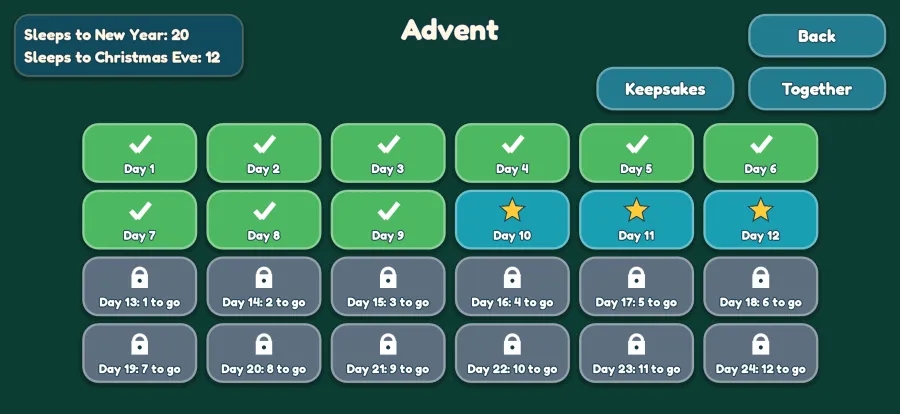 Sleeps to New Year: 20
Sleeps to Christmas Eve: 12
Advent
Back
Keepsakes
Together
Day 1
Day 2
Day 3
Day 4
Day 5
Day 6
Day 7
Day 8
Day 9
Day 10
Day 11
Day 12
Day 13: 1 to go
Day 14: 2 to go
Day 15: 3 to go
Day 16: 4 to go
Day 17: 5 to go
Day 18: 6 to go
Day 19: 7 to go
Day 20: 8 to go
Day 21: 9 to go
Day 22: 10 to go
Day 23: 11 to go
Day 24: 12 to go